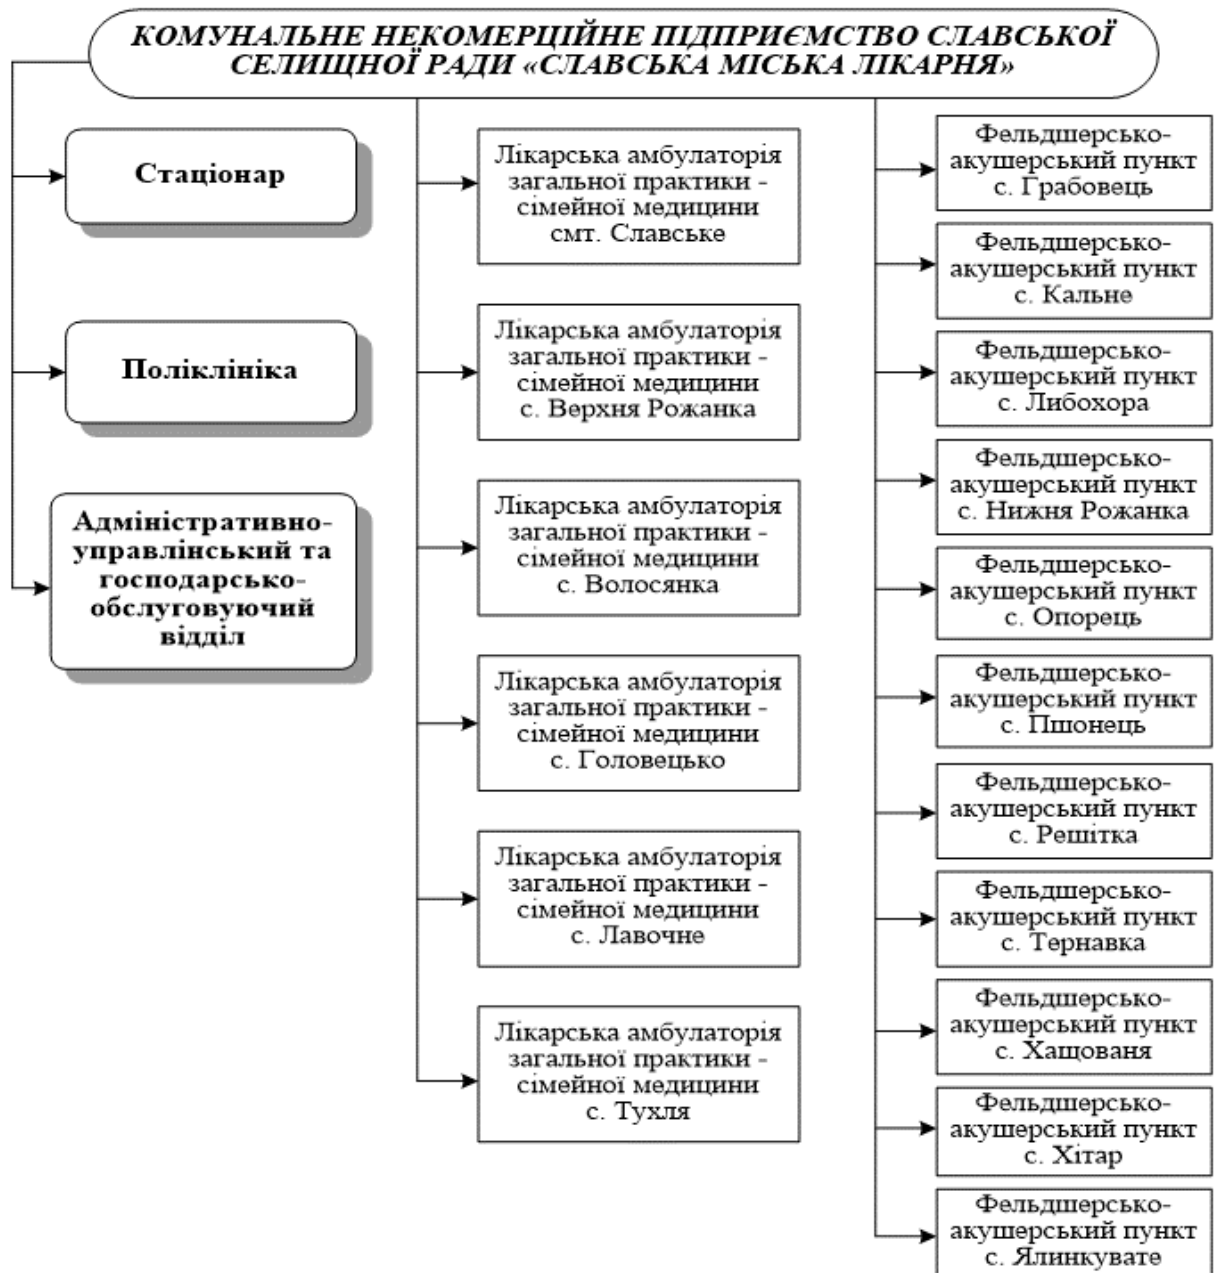 КОМУНАЛЬНЕ НЕКОМЕРЦІЙНЕ ПІДПРИЄМСТВО СЛАВСЬКОЇ
СЕЛИЩНОЇ РАДИ «СЛАВСЬКА МІСЬКА ЛІКАРНЯ»
Стаціонар
Поліклініка
Адміністративно-
управлінський та
господарсько-
обслуговуючий
відділ
Лікарська амбулаторія
загальної практики -
сімейної медицини
смт. Славське
Лікарська амбулаторія
загальної практики -
сімейної медицини
с. Верхня Рожанка
Лікарська амбулаторія
загальної практики -
сімейної медицини
с. Волосянка
Лікарська амбулаторія
загальної практики -
сімейної медицини
с. Головецько
Лікарська амбулаторія
загальної практики -
сімейної медицини
с. Лавочне
Лікарська амбулаторія
загальної практики -
сімейної медицини
с. Тухля
Фельдшерсько-
акушерський пункт
с. Грабовець
Фельдшерсько-
акушерський пункт
с. Кальне
Фельдшерсько-
акушерський пункт
с. Либохора
Фельдшерсько-
акушерський пункт
с. Нижня Рожанка
Фельдшерсько-
акушерський пункт
с. Опорець
Фельдшерсько-
акушерський пункт
с. Пшонець
Фельдшерсько-
акушерський пункт
с. Решітка
Фельдшерсько-
акушерський пункт
с. Тернавка
Фельдшерсько-
акушерський пункт
с. Хащованя
Фельдшерсько-
акушерський пункт
с. Хітар
Фельдшерсько-
акушерський пункт
с. Ялинкувате